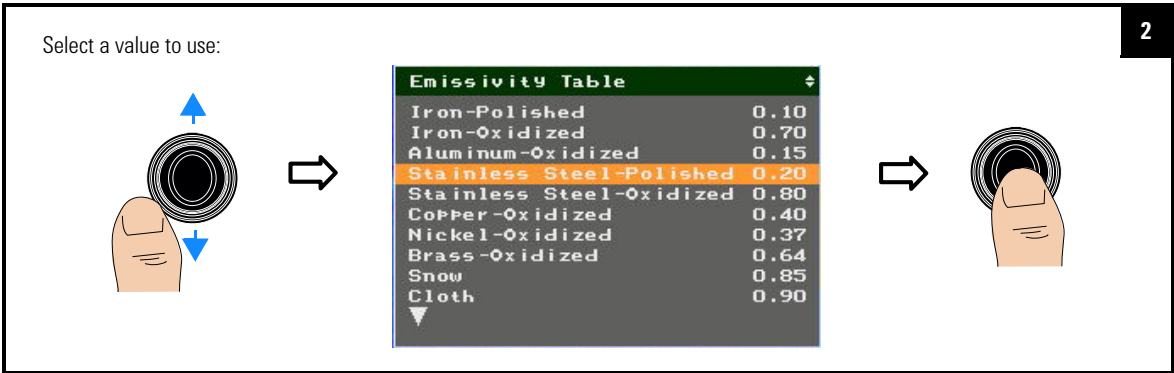 2
Select a value to use:
Emissivity Table
Iron-Polished 0.10
Iron-Oxidized 0.70
Aluminum-Oxidized 0.15
Stainless Steel-Polished 0.20
Stainless Steel-Oxidized 0.80
Copper-Oxidized 0.40
Nickel-Oxidized 0.37
Brass-Oxidized 0.64
Snow 0.85
Cloth 0.90